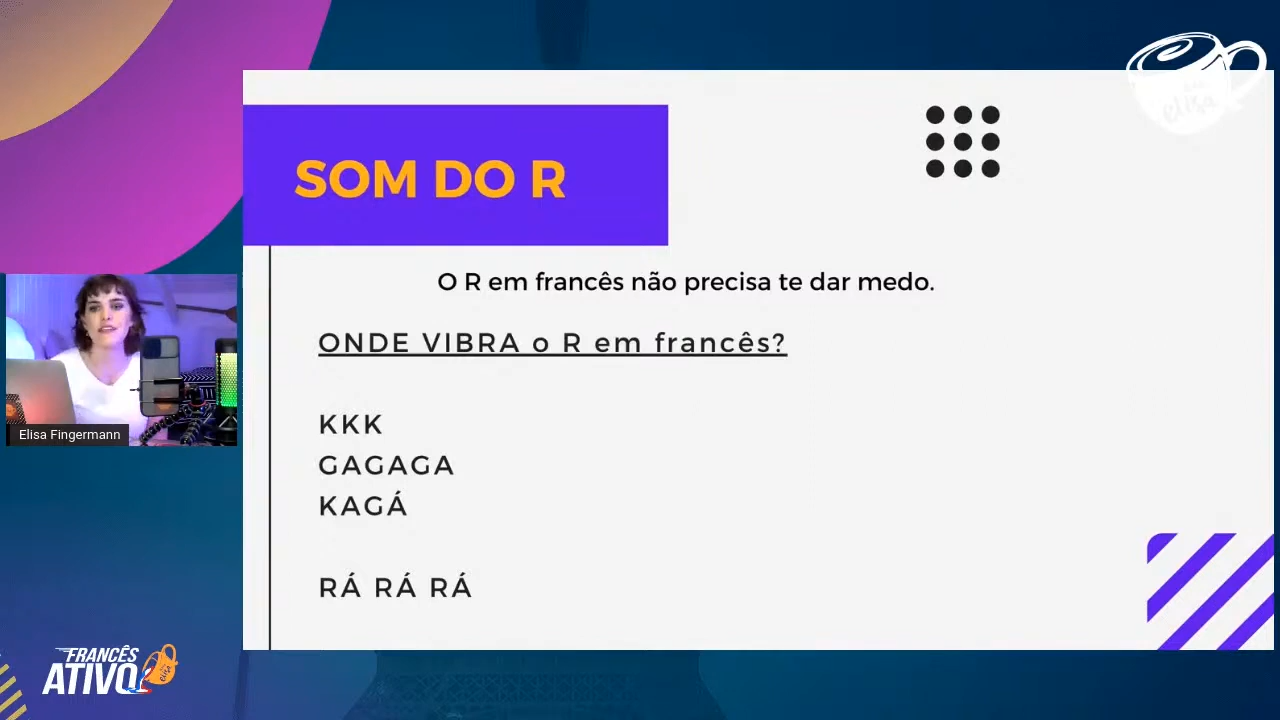 SOM DO R
O R em francês não precisa te dar medo.
ONDE VIBRA o R em francês?
KKK
GAGAGA
KAGÁ
RÁ RÁ RÁ
Elisa Fingermann
FRANCÊS
ATIVO
elisa